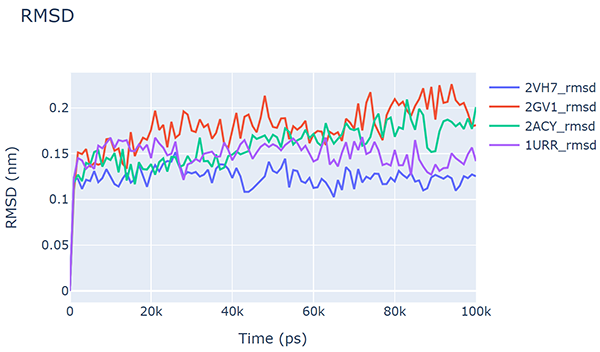 RMSD
2VH7_rmsd
2GV1_rmsd
2ACY_rmsd
1URR_rmsd
0.2
0.15
0.1
0.05
0
RMSD (nm)
0
20k
40k
60k
80k
100k
Time (ps)